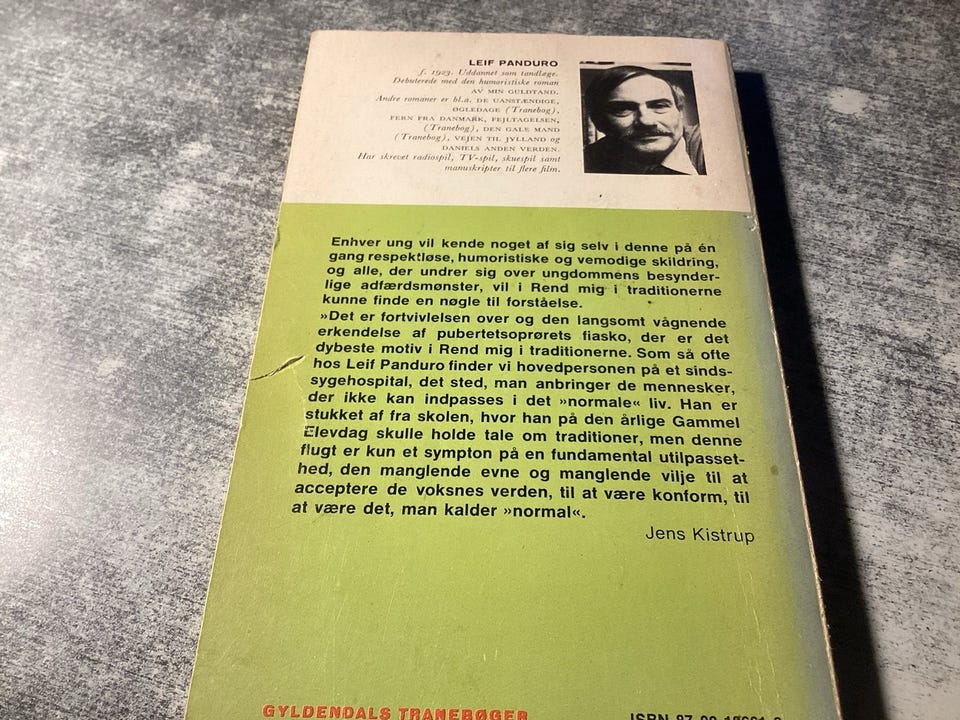 LEIF PANDURO
f. 1923. Uddannet som tandlæge.
Debuterede med den humoristiske roman
AV MIN GULDTAND.
Andre romaner er bl.a. DE UANSTÆNDIGE,
ØGLEDAGE (Tranebog),
FERN FRA DANMARK, FEJLTAGELSEN,
(Tranebog), DEN GALE MAND
(Tranebog), VEJEN TIL JYLLAND og
DANIELS ANDEN VERDEN.
Har skrevet radiospil, TV-spil, skuespil samt
manuskripter til flere film.
Enhver ung vil kende noget af sig selv i denne på én
gang respektløse, humoristiske og vemodige skildring,
og alle, der undrer sig over ungdommens besynder-
lige adfærdsmønster, vil i Rend mig i traditionerne
kunne finde en nøgle til forståelse.
»Det er fortvivlelsen over og den langsomt vågnende
erkendelse af pubertetsoprørets fiasko, der er det
dybeste motiv i Rend mig i traditionerne. Som så ofte
hos Leif Panduro finder vi hovedpersonen på et sinds-
sygehospital, det sted, man anbringer de mennesker,
der ikke kan indpasses i det »normale« liv. Han er
stukket af fra skolen, hvor han på den årlige Gammel
Elevdag skulle holde tale om traditioner, men denne
flugt er kun et sympton på en fundamental utilpasset-
hed, den manglende evne og manglende vilje til at
acceptere de voksnes verden, til at være konform, til
at være det, man kalder »normal«.
Jens Kistrup
GYLDENDALS TRANEBØGER
ISBN 87 00